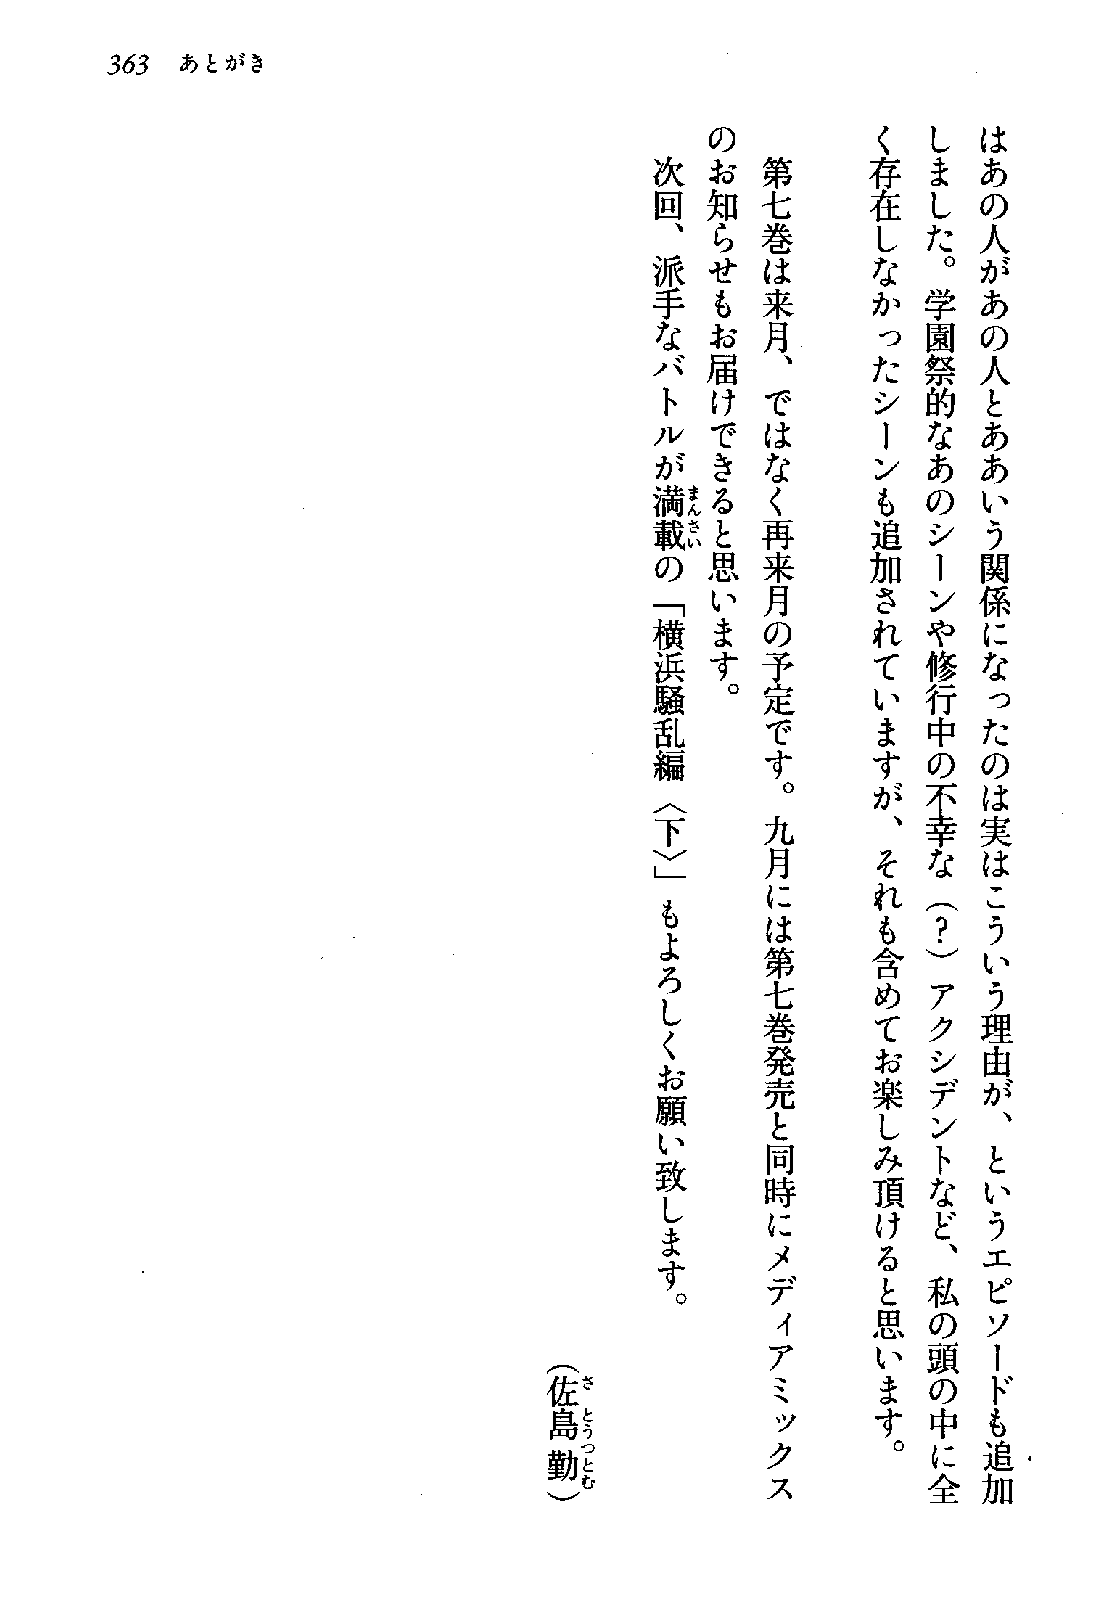 363 あとがき
はあの人があの人とああいう関係になったのは実はこういう理由が、というエピソードも追加
しました。学園祭的なあのシーンや修行中の不幸な（？）アクシデントなど、私の頭の中に全
く存在しなかったシーンも追加されていますが、それも含めてお楽しみ頂けると思います。
第七巻は来月、ではなく再来月の予定です。九月には第七巻発売と同時にメディアミックス
のお知らせもお届けできると思います。
まんさい
次回、派手なバトルが満載の「横浜騒乱編〈下〉」もよろしくお願い致します。
さとうつとむ
（佐島勤）